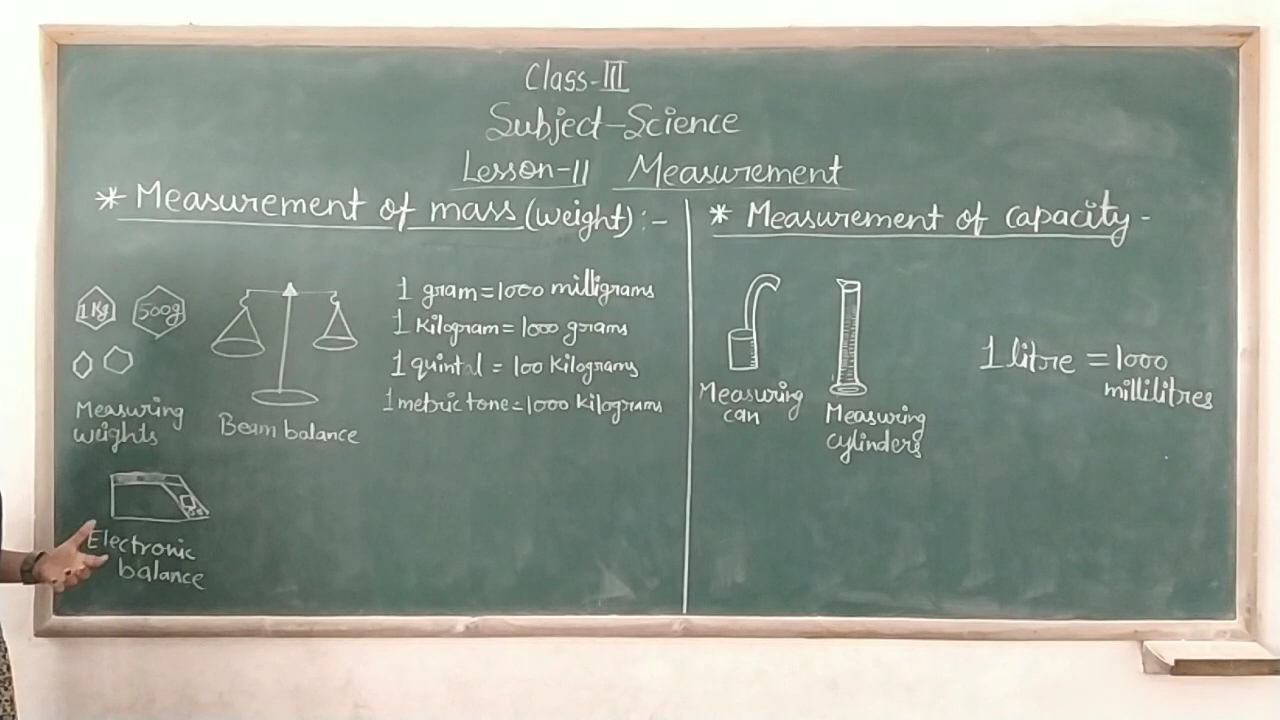 Class-III
Subject-Science
Lesson-11 Measurement
* Measurement of mass (weight) :-
1 Kg
500g
Measuring
weights
Beam balance
1 gram = 1000 milligrams
1 Kilogram = 1000 grams
1 quintal = 100 Kilograms
1 metric tone = 1000 kilograms
Electronic
balance
* Measurement of capacity -
Measuring
can
Measuring
cylinders
1 litre = 1000
millilitres